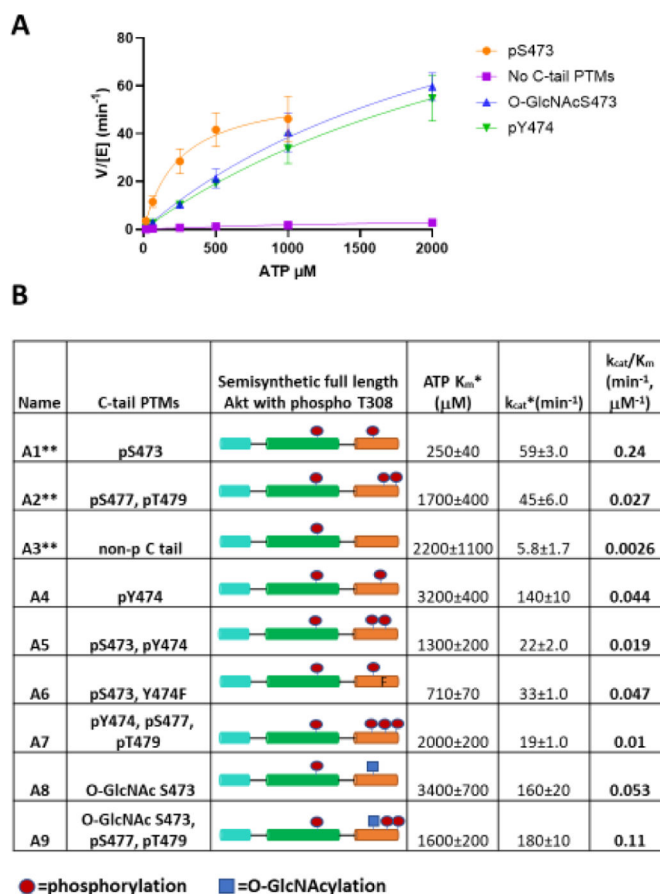 A
80
60
40
20
0
V/[E] (min-1)
0
500
1000
1500
2000
ATP µM
pS473
No C-tail PTMs
O-GlcNAcS473
pY474
B
Name
C-tail PTMs
Semisynthetic full length
Akt with phospho T308
ATP Km*
(µM)
kcat*(min-1)
kcat/Km
(min-1,
µM-1)
A1** pS473 250±40 59±3.0 0.24
A2** pS477, pT479 1700±400 45±6.0 0.027
A3** non-p C tail 2200±1100 5.8±1.7 0.0026
A4 pY474 3200±400 140±10 0.044
A5 pS473, pY474 1300±200 22±2.0 0.019
A6 pS473, Y474F F 710±70 33±1.0 0.047
A7 pY474, pS477,
pT479 2000±200 19±1.0 0.01
A8 O-GlcNAc S473 3400±700 160±20 0.053
A9 O-GlcNAc S473,
pS477, pT479 1600±200 180±10 0.11
=phosphorylation =O-GlcNAcylation